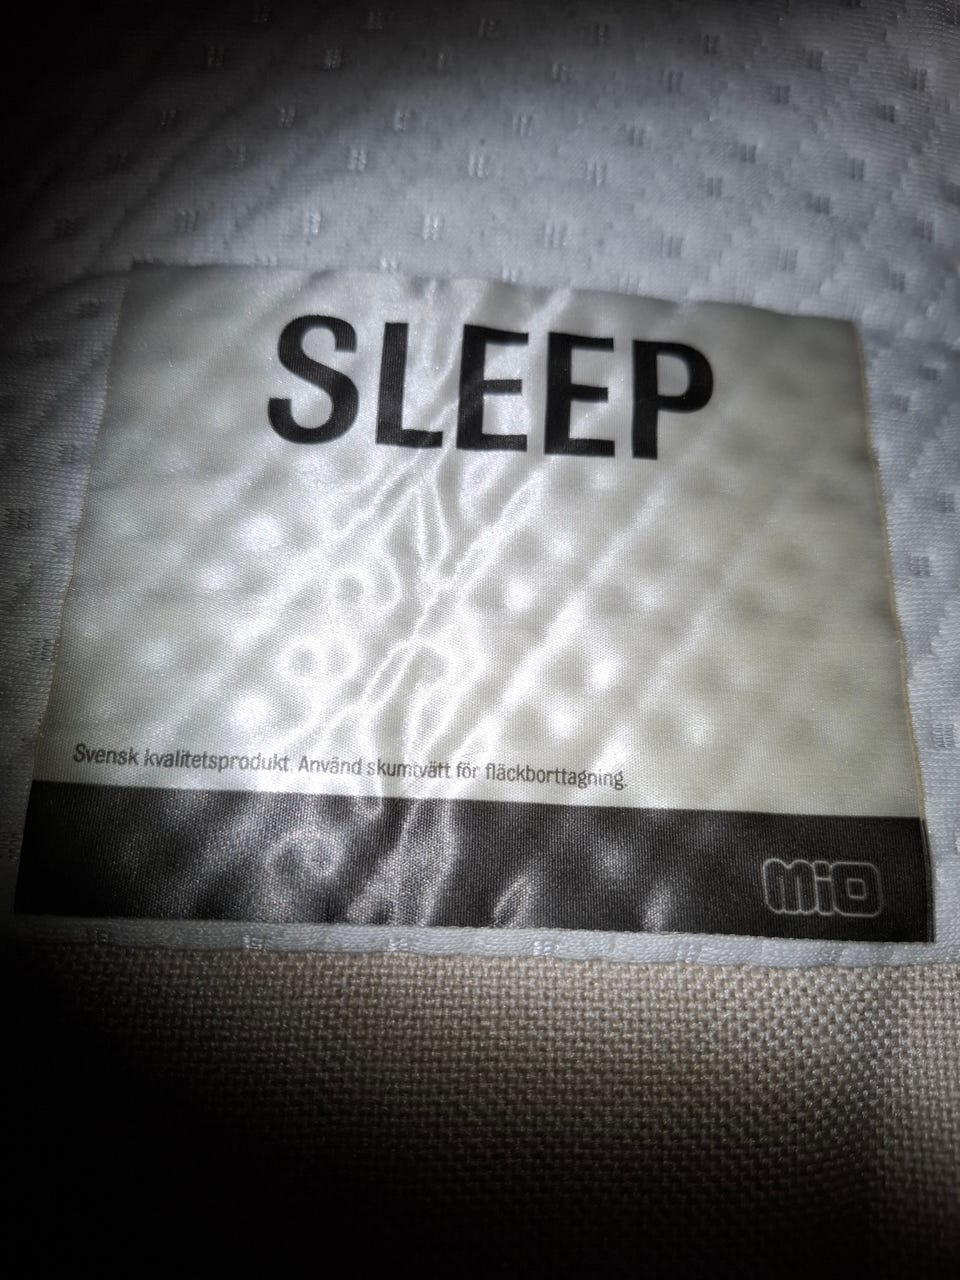 SLEEP
Svensk kvalitetsprodukt. Använd skumtvätt för fläckborttagning.
MiO